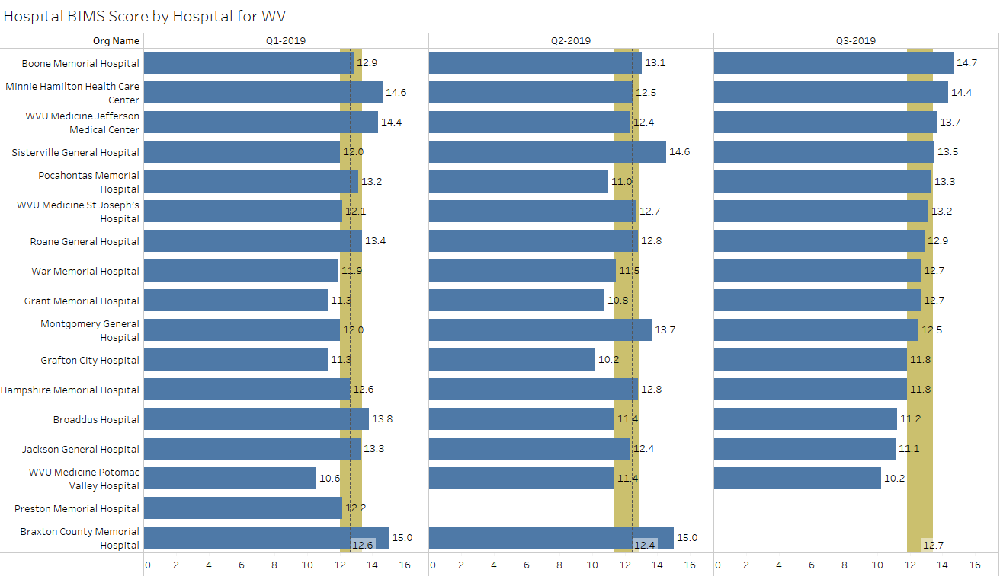 Hospital BIMS Score by Hospital for WV
Org Name Q1-2019 Q2-2019 Q3-2019
Boone Memorial Hospital 12.9 13.1 14.7
Minnie Hamilton Health Care
Center 14.6 12.5 14.4
WVU Medicine Jefferson
Medical Center 14.4 12.4 13.7
Sisterville General Hospital 12.0 14.6 13.5
Pocahontas Memorial
Hospital 13.2 11.0 13.3
WVU Medicine St Joseph's
Hospital 12.1 12.7 13.2
Roane General Hospital 13.4 12.8 12.9
War Memorial Hospital 11.9 11.5 12.7
Grant Memorial Hospital 11.3 10.8 12.7
Montgomery General
Hospital 12.0 13.7 12.5
Grafton City Hospital 11.3 10.2 11.8
Hampshire Memorial Hospital 12.6 12.8 11.8
Broaddus Hospital 13.8 11.4 11.2
Jackson General Hospital 13.3 12.4 11.1
WVU Medicine Potomac
Valley Hospital 10.6 11.4 10.2
Preston Memorial Hospital 12.2
Braxton County Memorial
Hospital 15.0 15.0
12.6 12.4 12.7
0 2 4 6 8 10 12 14 16 0 2 4 6 8 10 12 14 16 0 2 4 6 8 10 12 14 16